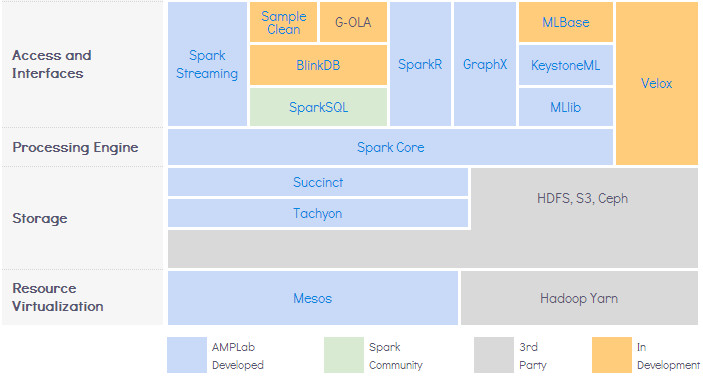 Access and
Interfaces
Spark
Streaming
Sample
Clean
G-OLA
BlinkDB
SparkSQL
SparkR
GraphX
MLBase
KeystoneML
MLlib
Velox
Processing Engine
Spark Core
Storage
Succinct
Tachyon
HDFS, S3, Ceph
Resource
Virtualization
Mesos
Hadoop Yarn
AMPLab
Developed
Spark
Community
3rd
Party
In
Development